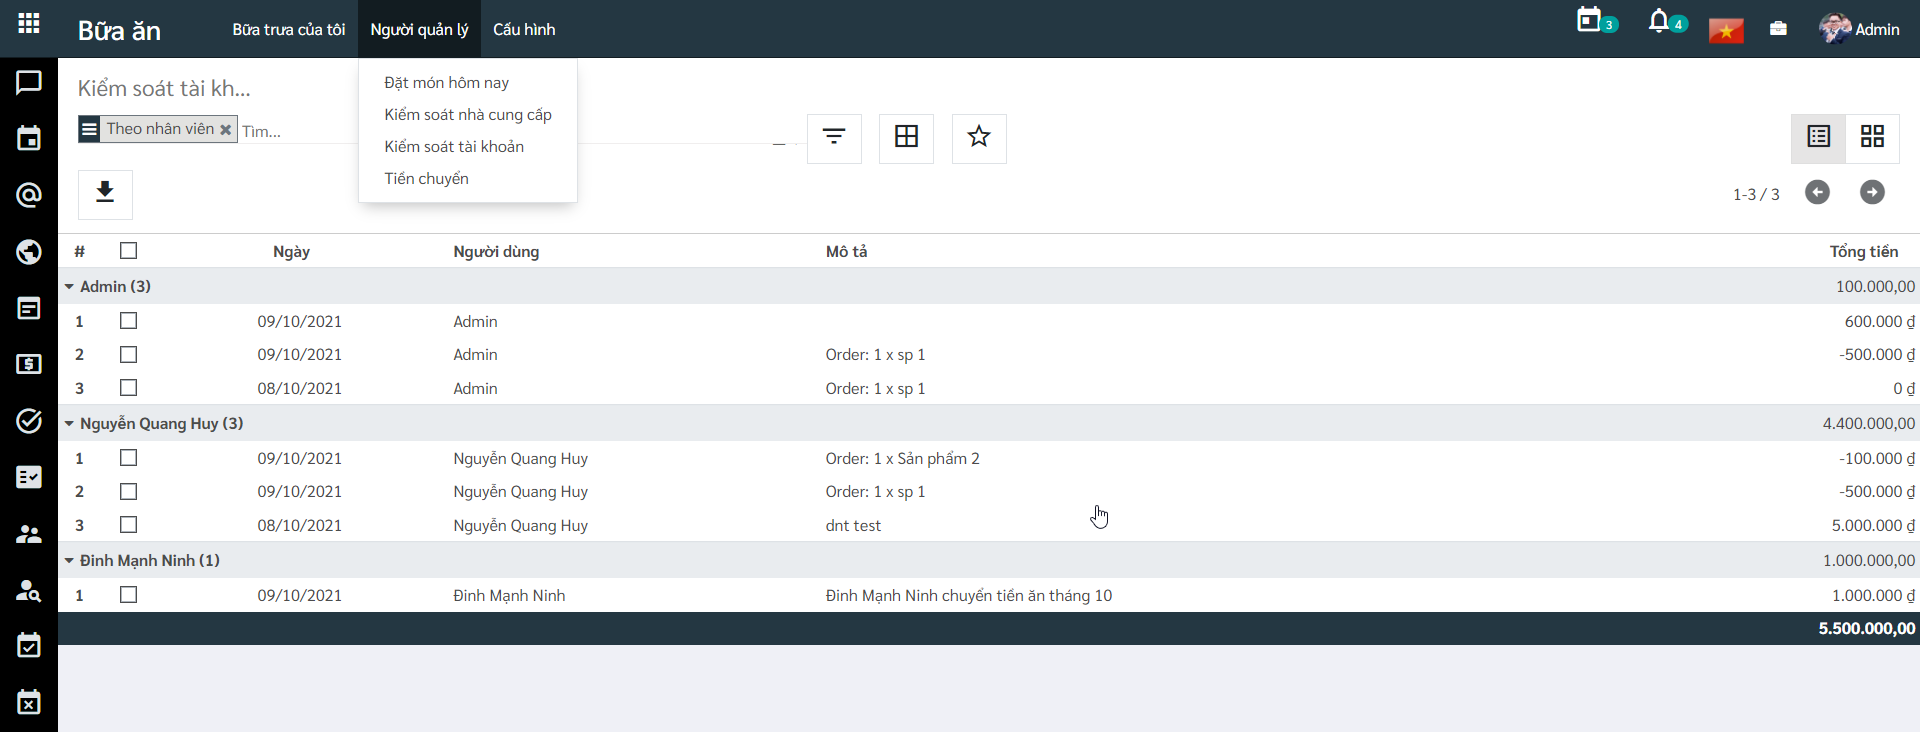 Bữa ăn Bữa trưa của tôi Người quản lý Cấu hình 3 4 Admin
Đặt món hôm nay
Kiểm soát nhà cung cấp
Kiểm soát tài khoản
Tiền chuyển
Kiểm soát tài kh...
Theo nhân viên Tìm...
1-3 / 3
# Ngày Người dùng Mô tả Tổng tiền
Admin (3) 100.000,00
1 09/10/2021 Admin 600.000 ₫
2 09/10/2021 Admin Order: 1 x sp 1 -500.000 ₫
3 08/10/2021 Admin Order: 1 x sp 1 0 ₫
Nguyễn Quang Huy (3) 4.400.000,00
1 09/10/2021 Nguyễn Quang Huy Order: 1 x Sản phẩm 2 -100.000 ₫
2 09/10/2021 Nguyễn Quang Huy Order: 1 x sp 1 -500.000 ₫
3 08/10/2021 Nguyễn Quang Huy dnt test 5.000.000 ₫
Đinh Mạnh Ninh (1) 1.000.000,00
1 09/10/2021 Đinh Mạnh Ninh Đinh Mạnh Ninh chuyển tiền ăn tháng 10 1.000.000 ₫
5.500.000,00